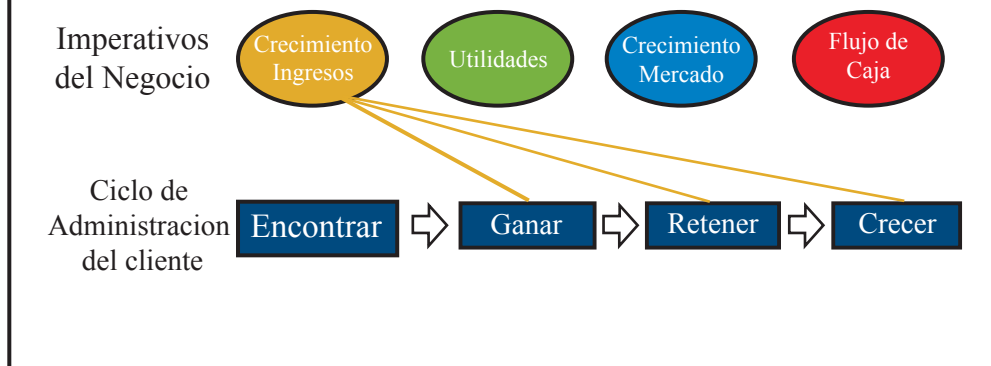 Imperativos
del Negocio
Crecimiento
Ingresos
Utilidades
Crecimiento
Mercado
Flujo de
Caja
Ciclo de
Administracion
del cliente
Encontrar
Ganar
Retener
Crecer